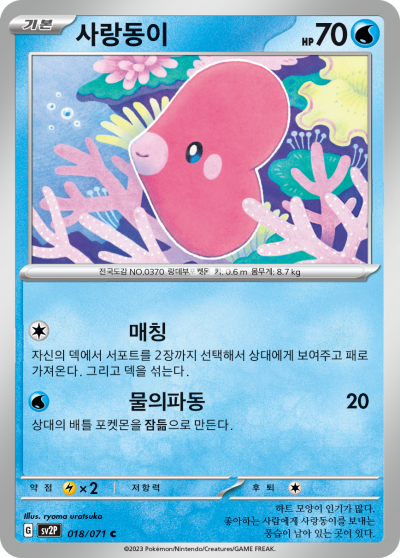 기본 사랑동이 HP 70
전국도감 NO.0370 랑데부포켓몬 키: 0.6 m 몸무게: 8.7 kg
매칭
자신의 덱에서 서포트를 2장까지 선택해서 상대에게 보여주고 패로
가져온다. 그리고 덱을 섞는다.
물의파동 20
상대의 배틀 포켓몬을 잠듦으로 만든다.
약점 ×2 저항력 후퇴
Illus. ryoma uratsuka
G SV2P 018/071 C
하트 모양이 인기가 많다.
좋아하는 사람에게 사랑동이를 보내는
풍습이 남아 있는 곳이 있다.
©2023 Pokémon/Nintendo/Creatures/GAME FREAK.